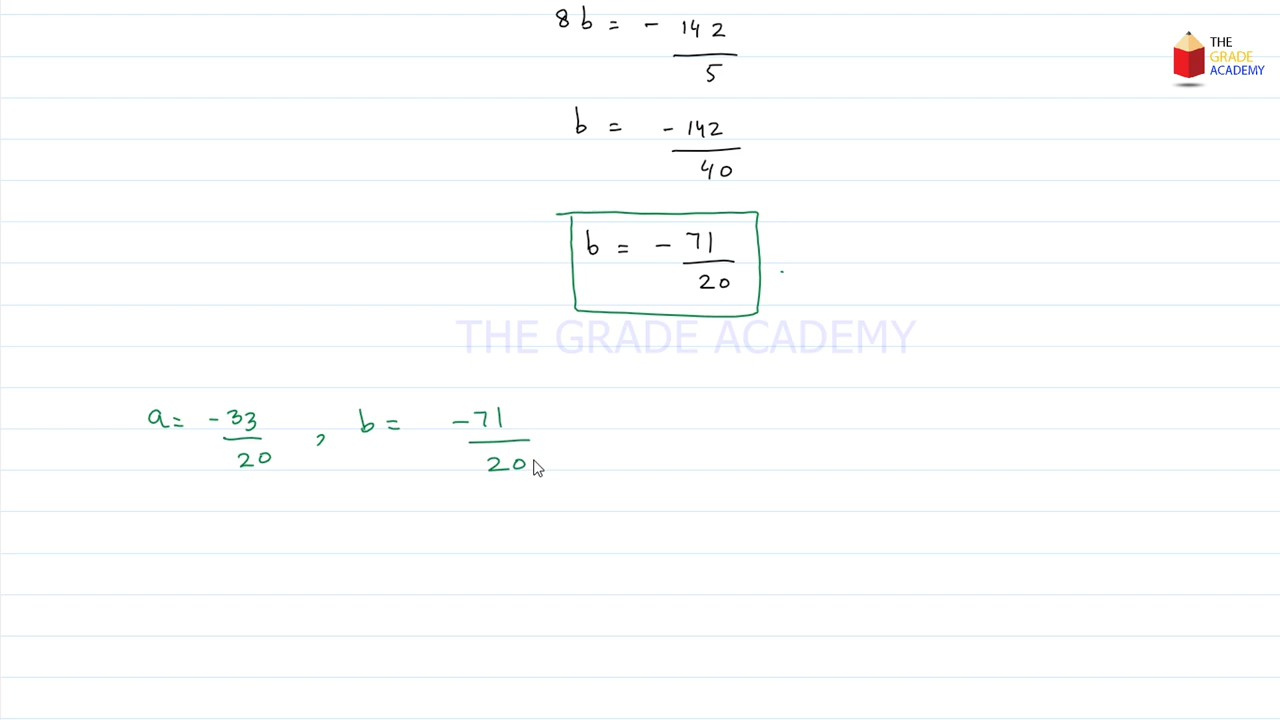 8b = - 142/5
THE
GRADE
ACADEMY
b = - 142/40
b = - 71/20
THE GRADE ACADEMY
a = - 33/20 , b = - 71/20